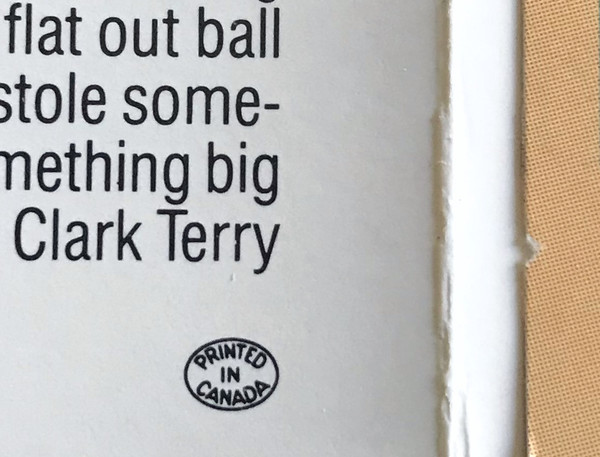 flat out ball
stole some-
mething big
Clark Terry
PRINTED
IN
CANADA